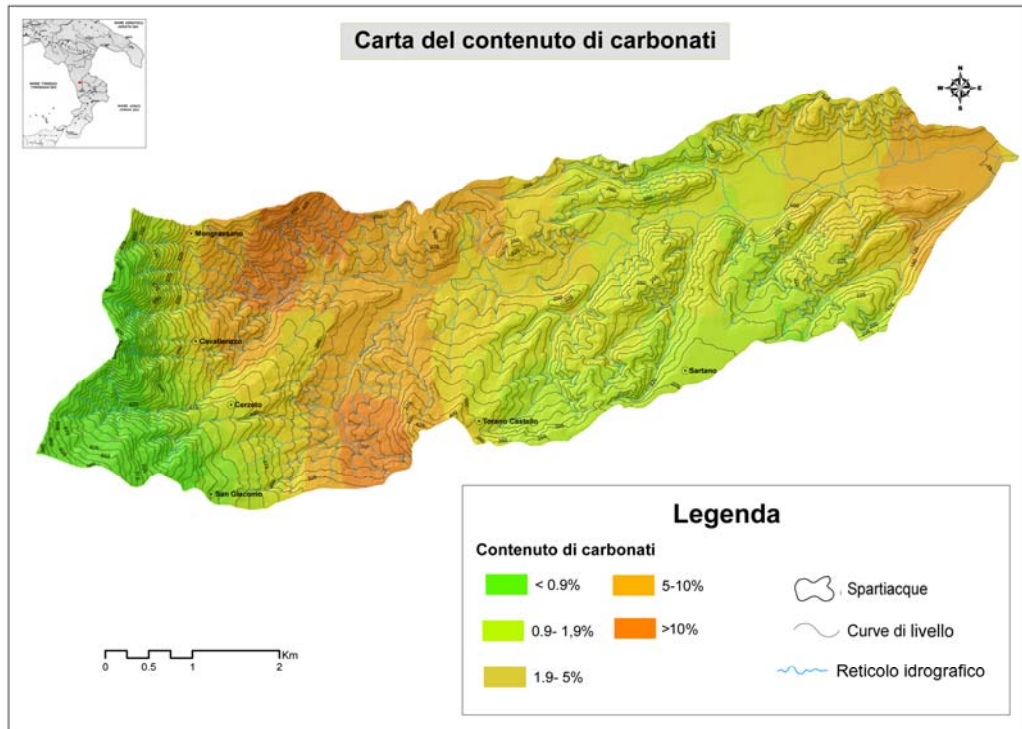 Carta del contenuto di carbonati
N
W E
S
Mongrassano
Cavallerizzo
Cerzeto
San Giacomo
Torano Castello
Sartano
Legenda
Contenuto di carbonati
< 0.9%
0.9- 1,9%
1.9- 5%
5-10%
>10%
Spartiacque
Curve di livello
Reticolo idrografico
Km
0 0.5 1 2